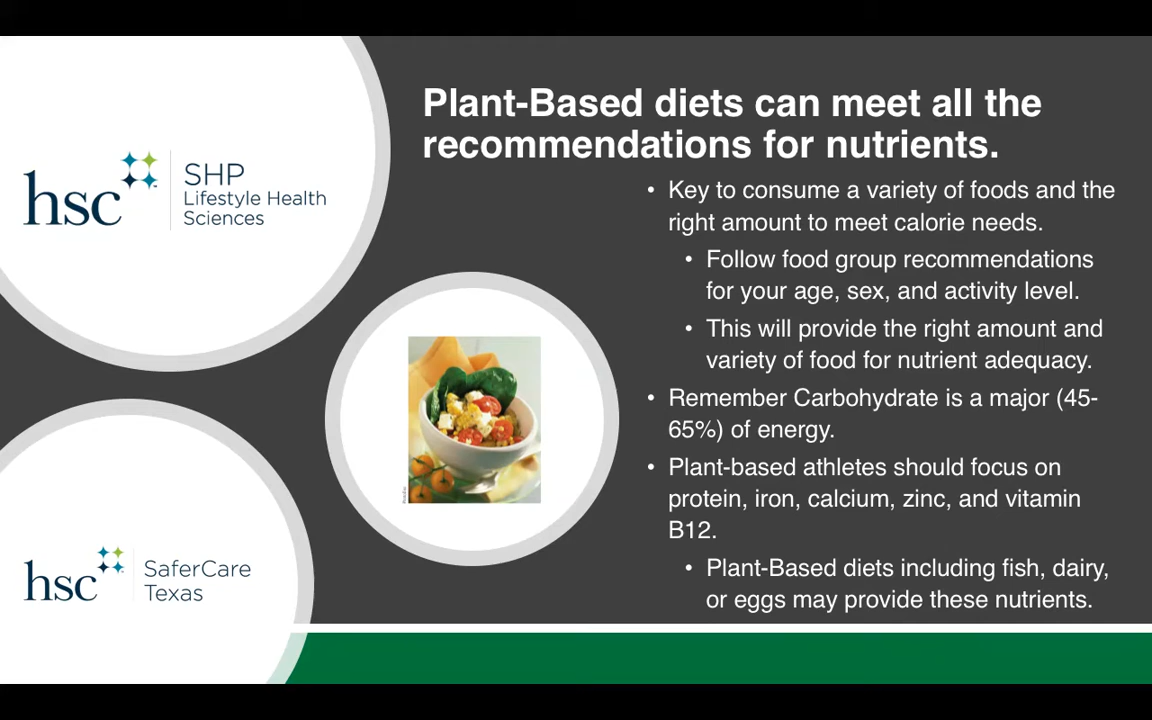 Plant-Based diets can meet all the
recommendations for nutrients.
hsc
SHP
Lifestyle Health
Sciences
• Key to consume a variety of foods and the
right amount to meet calorie needs.
• Follow food group recommendations
for your age, sex, and activity level.
• This will provide the right amount and
variety of food for nutrient adequacy.
• Remember Carbohydrate is a major (45-
65%) of energy.
• Plant-based athletes should focus on
protein, iron, calcium, zinc, and vitamin
B12.
• Plant-Based diets including fish, dairy,
or eggs may provide these nutrients.
hsc
SaferCare
Texas